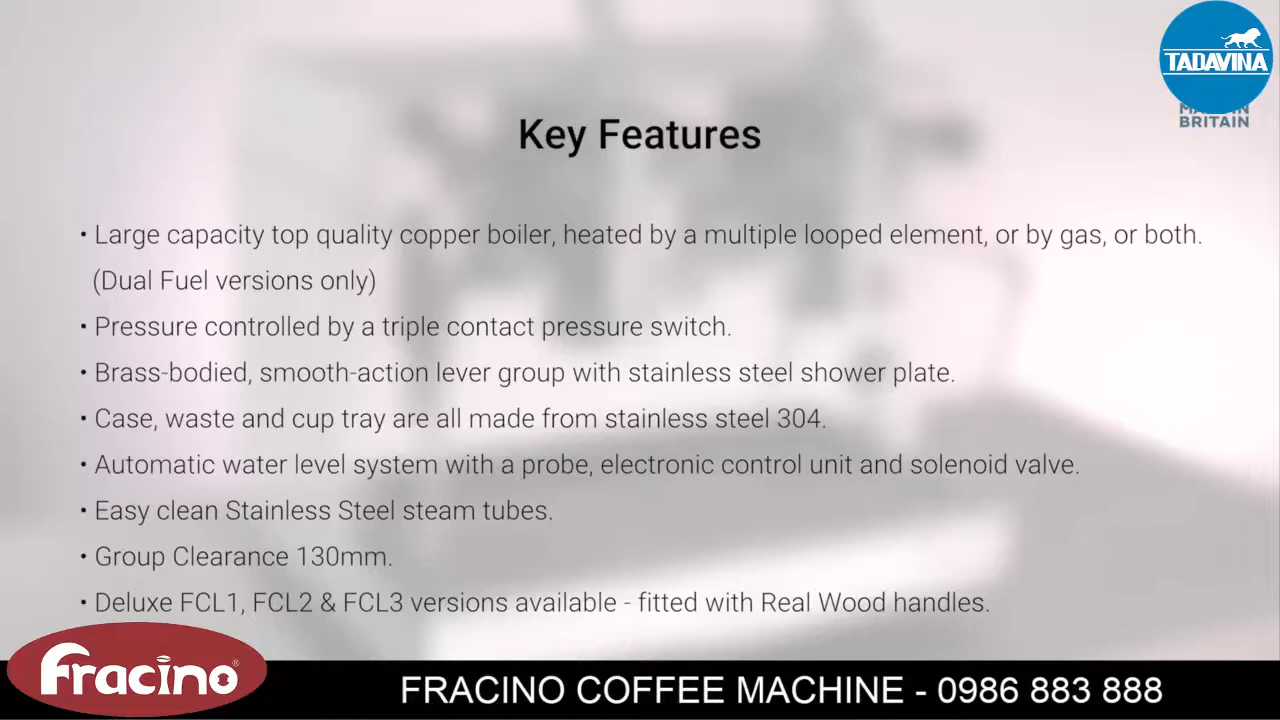 TADAVINA
BRITAIN
Key Features
• Large capacity top quality copper boiler, heated by a multiple looped element, or by gas, or both.
(Dual Fuel versions only)
• Pressure controlled by a triple contact pressure switch.
• Brass-bodied, smooth-action lever group with stainless steel shower plate.
• Case, waste and cup tray are all made from stainless steel 304.
• Automatic water level system with a probe, electronic control unit and solenoid valve.
• Easy clean Stainless Steel steam tubes.
• Group Clearance 130mm.
• Deluxe FCL1, FCL2 & FCL3 versions available - fitted with Real Wood handles.
Fracino®
FRACINO COFFEE MACHINE - 0986 883 888